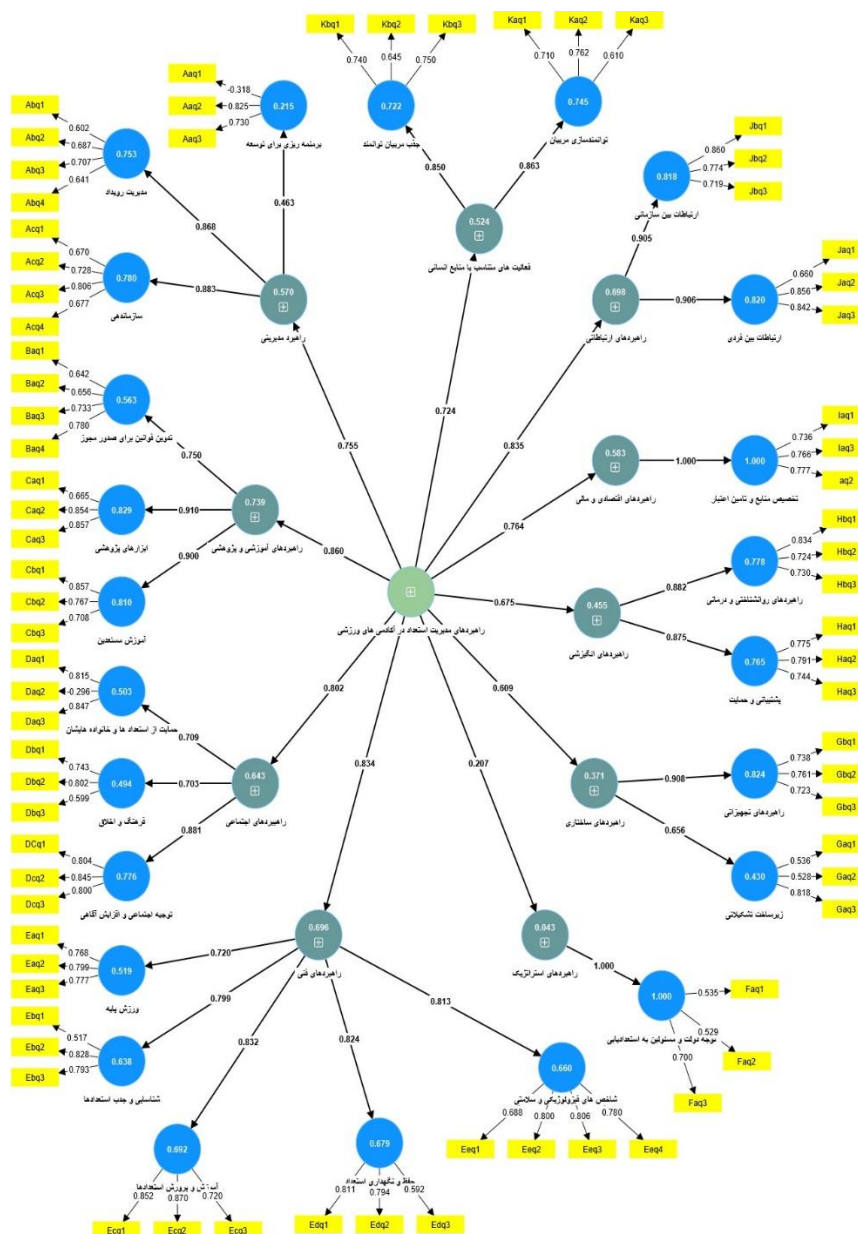 Kbq1
Kbq2
Kbq3
0.740
0.645
0.750
0.722
جذب مربیان توانمند
Kaq1
Kaq2
Kaq3
0.710
0.762
0.610
0.745
توانمندسازی مربیان
0.850
0.863
0.524
فعالیت های متناسب با منابع انسانی
0.724
Aaq1
Aaq2
Aaq3
-0.318
0.825
0.730
0.215
برمنمه ریزی برای توسعه
0.463
Abq1
Abq2
Abq3
Abq4
0.602
0.687
0.707
0.641
0.753
مدیریت رویداد
0.868
Acq1
Acq2
Acq3
Acq4
0.670
0.728
0.806
0.677
0.780
سازماندهی
0.883
0.570
راهبرد مدیریتی
0.755
Jbq1
Jbq2
Jbq3
0.860
0.774
0.719
0.818
ارتباطات بین سازمانی
0.905
Jaq1
Jaq2
Jaq3
0.660
0.856
0.842
0.820
ارتباطات بین فردی
0.906
0.698
راهبردهای ارتباطاتی
0.835
Baq1
Baq2
Baq3
Baq4
0.642
0.656
0.733
0.780
0.563
تدوین قوانین برای صدور مجوز
0.750
Caq1
Caq2
Caq3
0.665
0.854
0.857
0.829
ابزارهای پژوهشی
0.910
Cbq1
Cbq2
Cbq3
0.857
0.767
0.708
0.810
آموزش مستعدین
0.900
0.739
راهبردهای آموزشی و پژوهشی
0.860
Iaq1
Iaq3
aq2
0.736
0.766
0.777
1.000
تخصیص منابع و تامین اعتبار
1.000
0.583
راهبردهای اقتصادی و مالی
0.764
Hbq1
Hbq2
Hbq3
0.834
0.724
0.730
0.778
راهبردهای روانشناختی و درمانی
0.882
Haq1
Haq2
Haq3
0.775
0.791
0.744
0.765
پشتیبانی و حمایت
0.875
0.455
راهبردهای انگیزشی
0.675
راهبردهای مدیریت استعداد در آکادمی های ورزشی
Daq1
Daq2
Daq3
0.815
-0.296
0.847
0.503
حمایت از استعداد ها و خانواده هایشان
0.709
Dbq1
Dbq2
Dbq3
0.743
0.802
0.599
0.494
فرهنگ و اخلاق
0.703
DCq1
Dcq2
Dcq3
0.804
0.845
0.800
0.776
توجیه اجتماعی و افزایش آگاهی
0.881
0.643
راهبردهای اجتماعی
0.802
Gbq1
Gbq2
Gbq3
0.738
0.761
0.723
0.824
راهبردهای تجهیزاتی
0.908
Gaq1
Gaq2
Gaq3
0.536
0.528
0.818
0.430
زیرساخت تشکیلاتی
0.656
0.371
راهبردهای ساختاری
0.609
0.207
0.043
راهبردهای استراتژیک
1.000
1.000
توجه دولت و مسئولین به استعدادیابی
Faq1
Faq2
Faq3
0.535
0.529
0.700
0.834
0.696
راهبردهای فنی
Eaq1
Eaq2
Eaq3
0.768
0.799
0.777
0.519
ورزش پایه
0.720
Ebq1
Ebq2
Ebq3
0.517
0.828
0.793
0.638
شناسایی و جذب استعدادها
0.799
0.832
0.692
آموزش و پرورش استعدادها
0.852
0.870
0.720
Ecq1
Ecq2
Ecq3
0.824
0.679
حفظ و نگهداری استعداد
0.811
0.794
0.592
Edq1
Edq2
Edq3
0.813
0.660
شاخص های فیزیولوژیکی و سلامتی
0.688
0.800
0.806
0.780
Eeq1
Eeq2
Eeq3
Eeq4